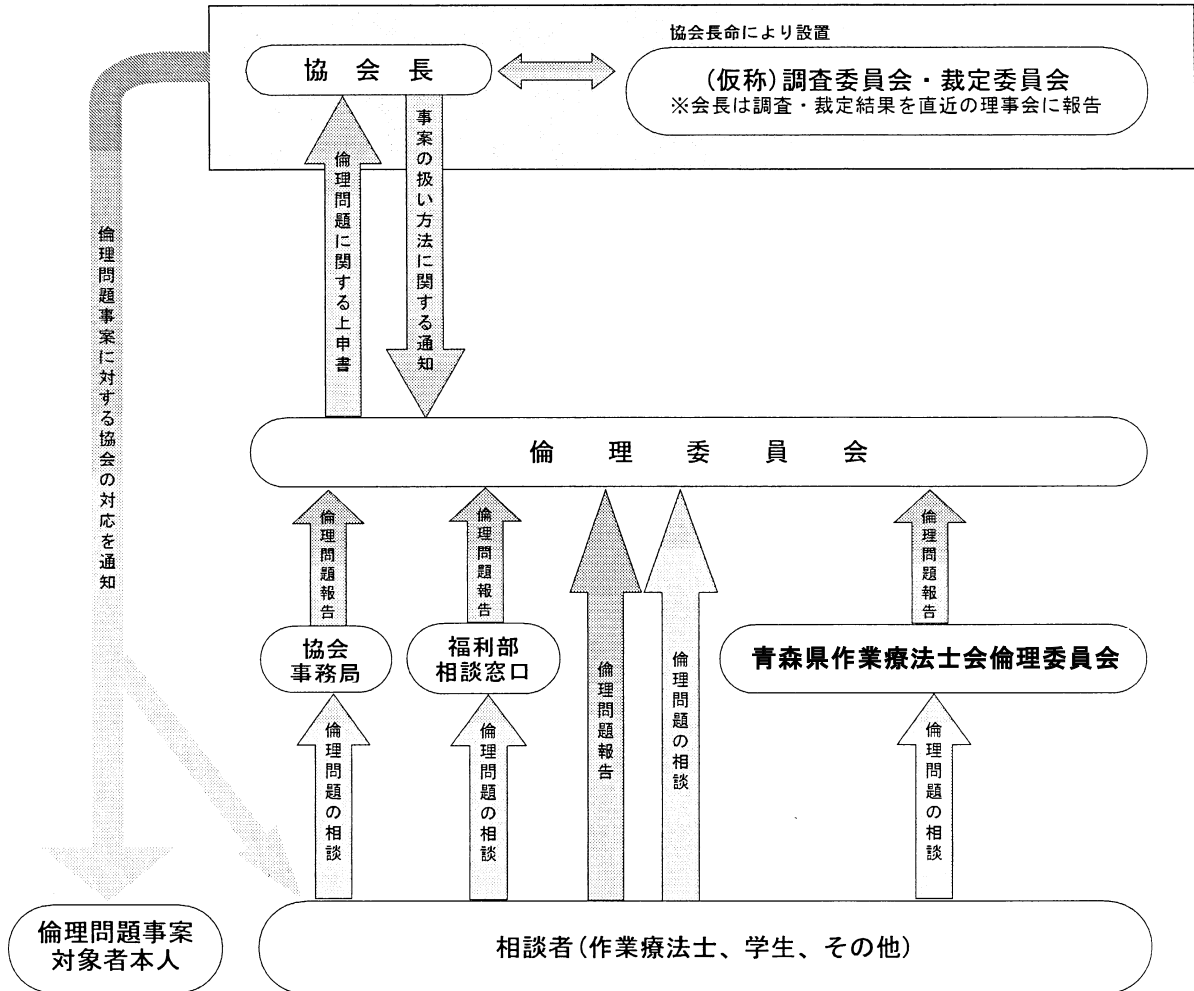 協会長命により設置
協会長
(仮称)調査委員会・裁定委員会
※会長は調査・裁定結果を直近の理事会に報告
倫理問題に関する上申書
事案の扱い方法に関する通知
倫理問題事案に対する協会の対応を通知
倫理委員会
倫理問題報告
倫理問題報告
倫理問題報告
協会
事務局
福利部
相談窓口
青森県作業療法士会倫理委員会
倫理問題の相談
倫理問題の相談
倫理問題報告
倫理問題の相談
倫理問題の相談
倫理問題事案
対象者本人
相談者(作業療法士、学生、その他)